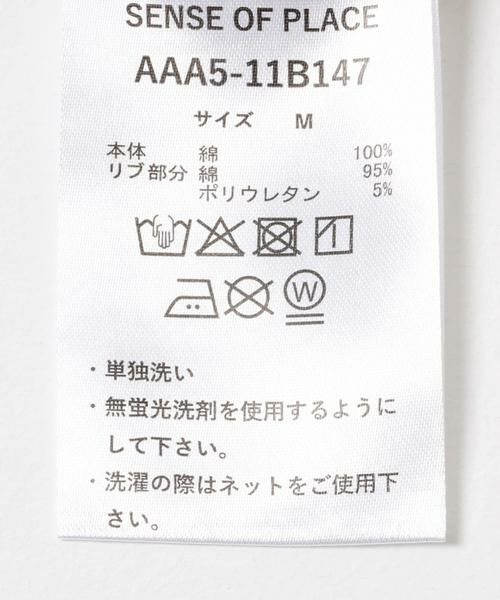 SENSE OF PLACE
AAA5-11B147
サイズ M
本体 綿 100%
リブ部分 綿 95%
ポリウレタン 5%
W
・単独洗い
・無蛍光洗剤を使用するように
して下さい。
・洗濯の際はネットをご使用下
さい。